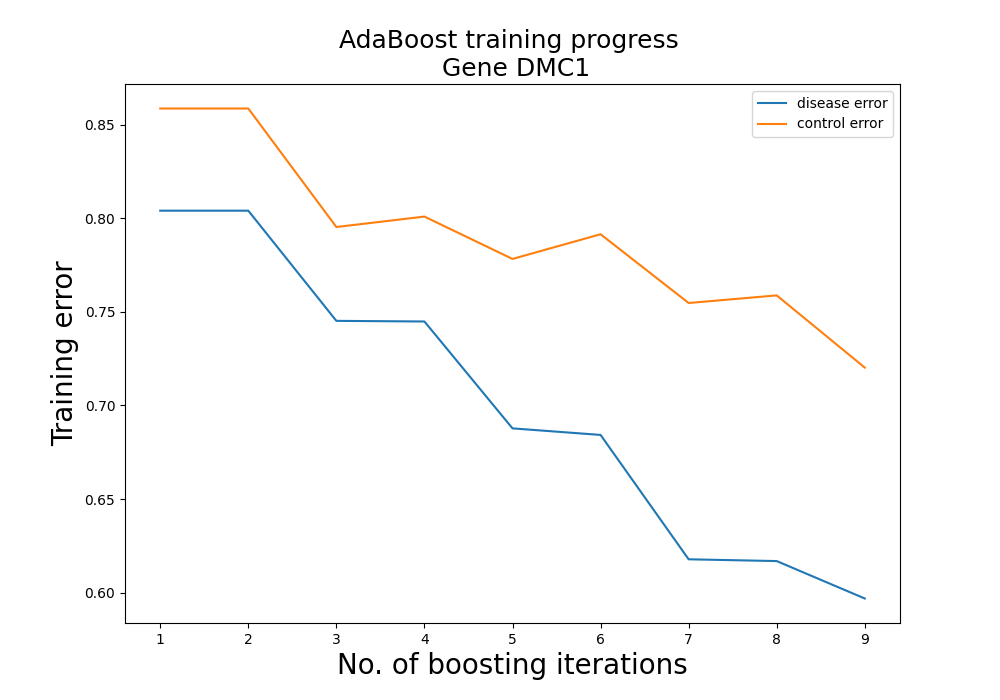 AdaBoost training progress
Gene DMC1
disease error
control error
0.85
0.80
0.75
0.70
0.65
0.60
Training error
1 2 3 4 5 6 7 8 9
No. of boosting iterations